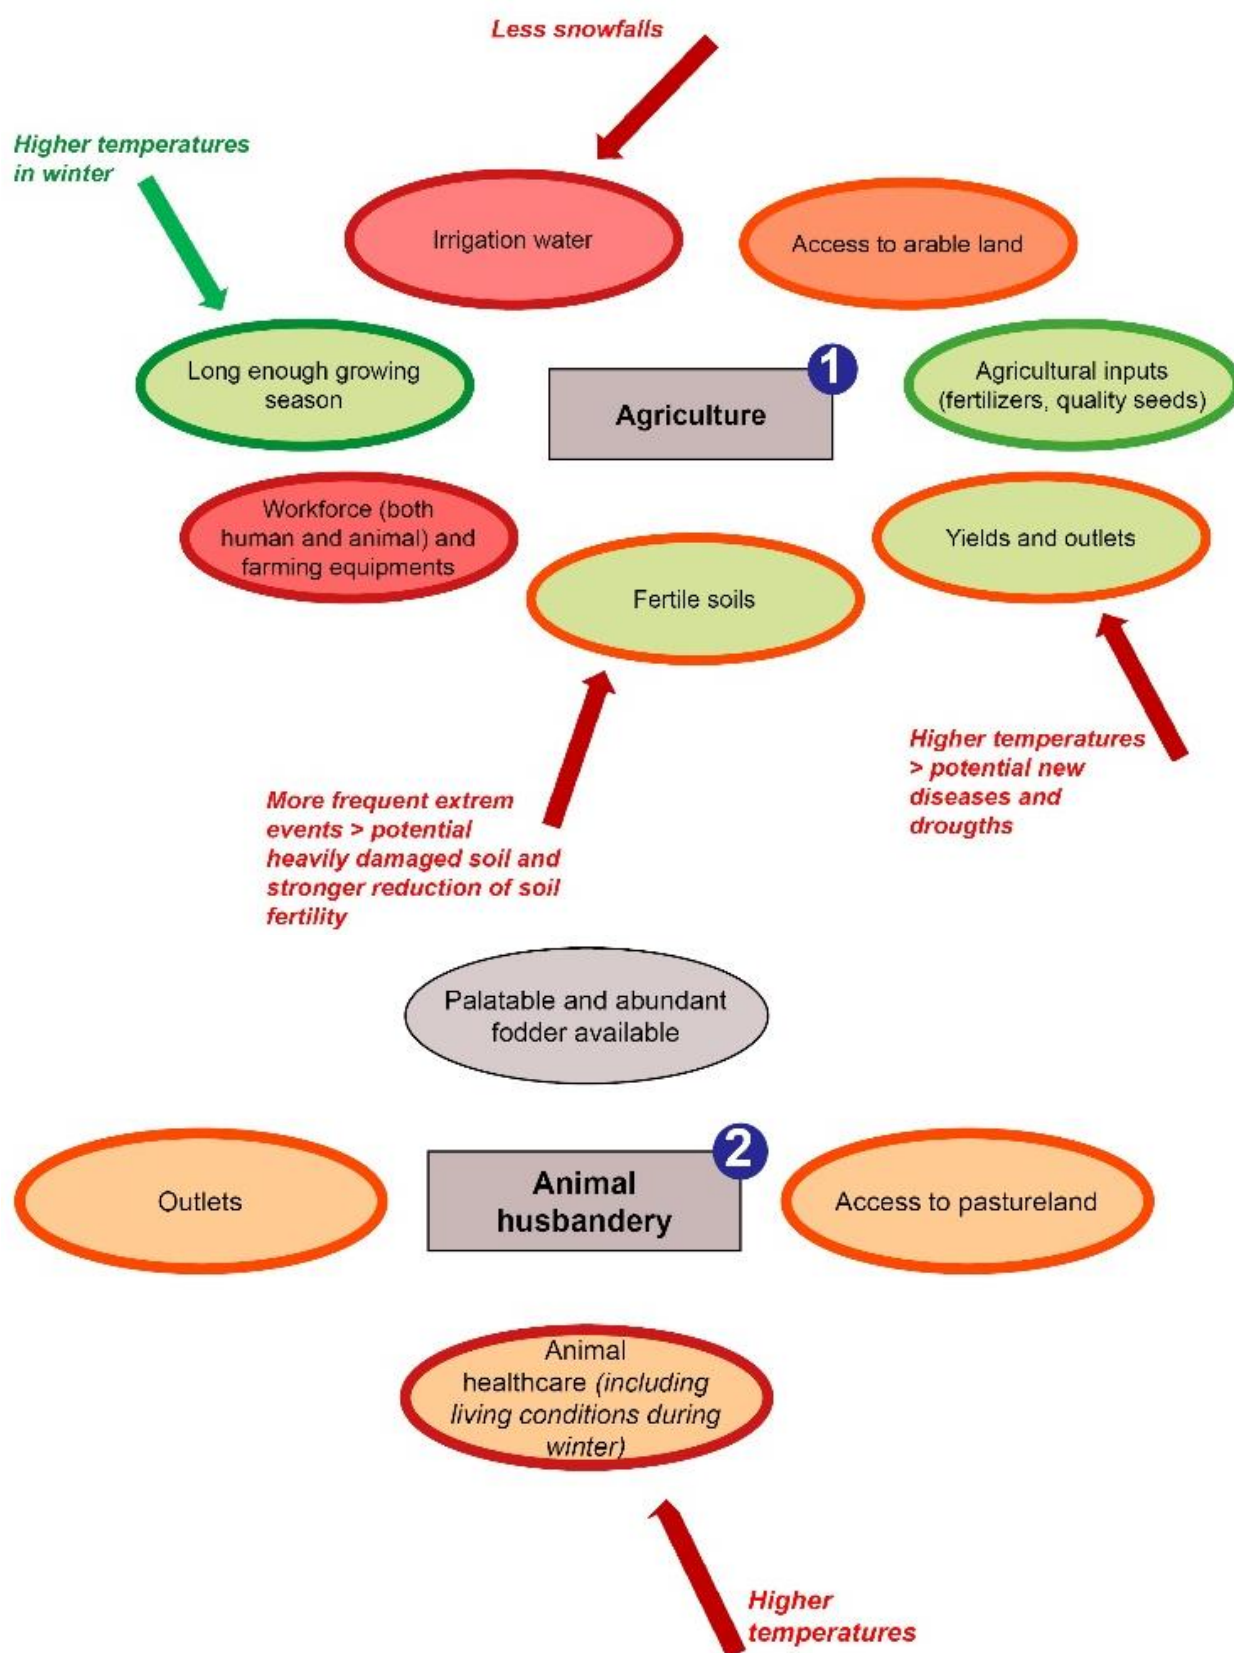 Less snowfalls
Higher temperatures
in winter
Irrigation water
Access to arable land
Long enough growing
season
1
Agriculture
Agricultural inputs
(fertilizers, quality seeds)
Workforce (both
human and animal) and
farming equipments
Fertile soils
Yields and outlets
Higher temperatures
> potential new
diseases and
drougths
More frequent extrem
events > potential
heavily damaged soil and
stronger reduction of soil
fertility
Palatable and abundant
fodder available
Outlets
2
Animal
husbandery
Access to pastureland
Animal
healthcare (including
living conditions during
winter)
Higher
temperatures